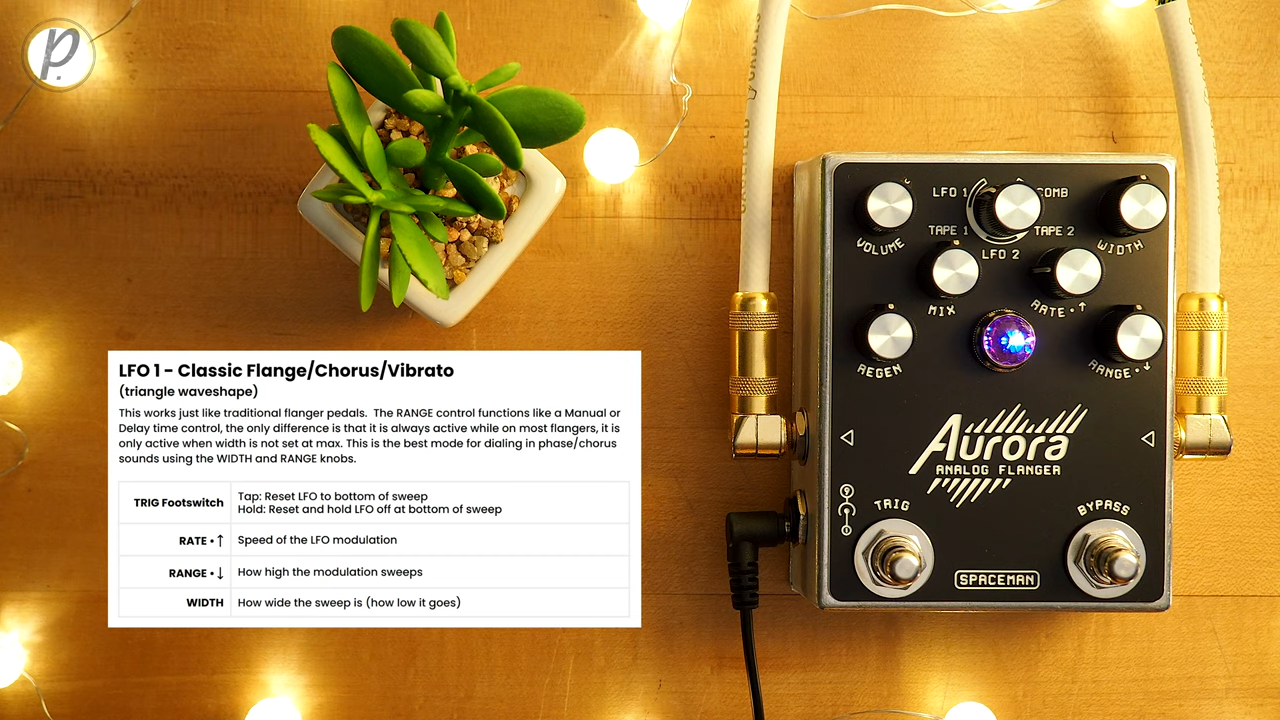 p.
LFO 1 – Classic Flange/Chorus/Vibrato
(triangle waveshape)
This works just like traditional flanger pedals.  The RANGE control functions like a Manual or
Delay time control, the only difference is that it is always active while on most flangers, it is
only active when width is not set at max. This is the best mode for dialing in phase/chorus
sounds using the WIDTH and RANGE knobs.
TRIG Footswitch
Tap: Reset LFO to bottom of sweep
Hold: Reset and hold LFO off at bottom of sweep
RATE • ↑ Speed of the LFO modulation
RANGE • ↓ How high the modulation sweeps
WIDTH How wide the sweep is (how low it goes)
LFO 1
TAPE 1 TAPE 2
LFO 2
VOLUME WIDTH
MIX RATE • ↑
REGEN RANGE • ↓
Aurora
ANALOG FLANGER
TRIG BYPASS
SPACEMAN